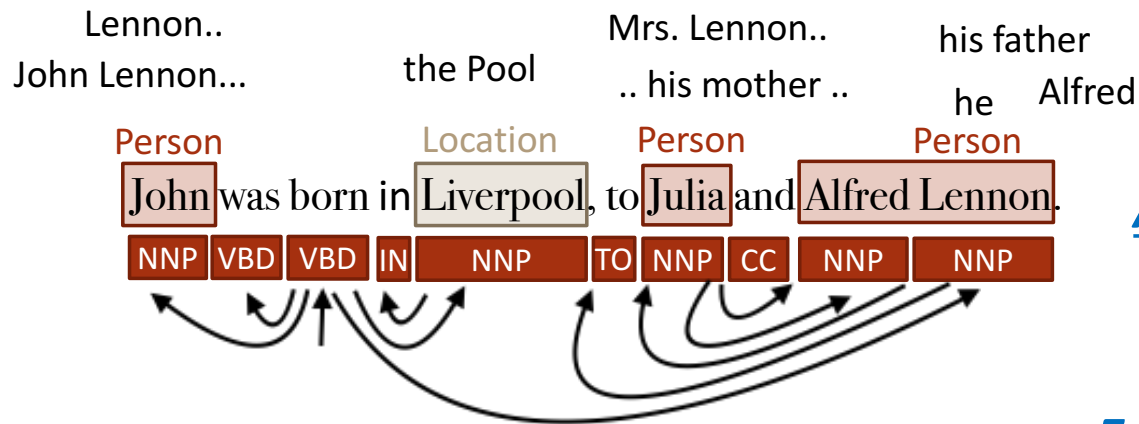 Lennon..
John Lennon...
the Pool
Mrs. Lennon..
.. his mother ..
his father
he
Alfred
Person
Location
Person
Person
John was born in Liverpool, to Julia and Alfred Lennon.
NNP VBD VBD IN NNP TO NNP CC NNP NNP